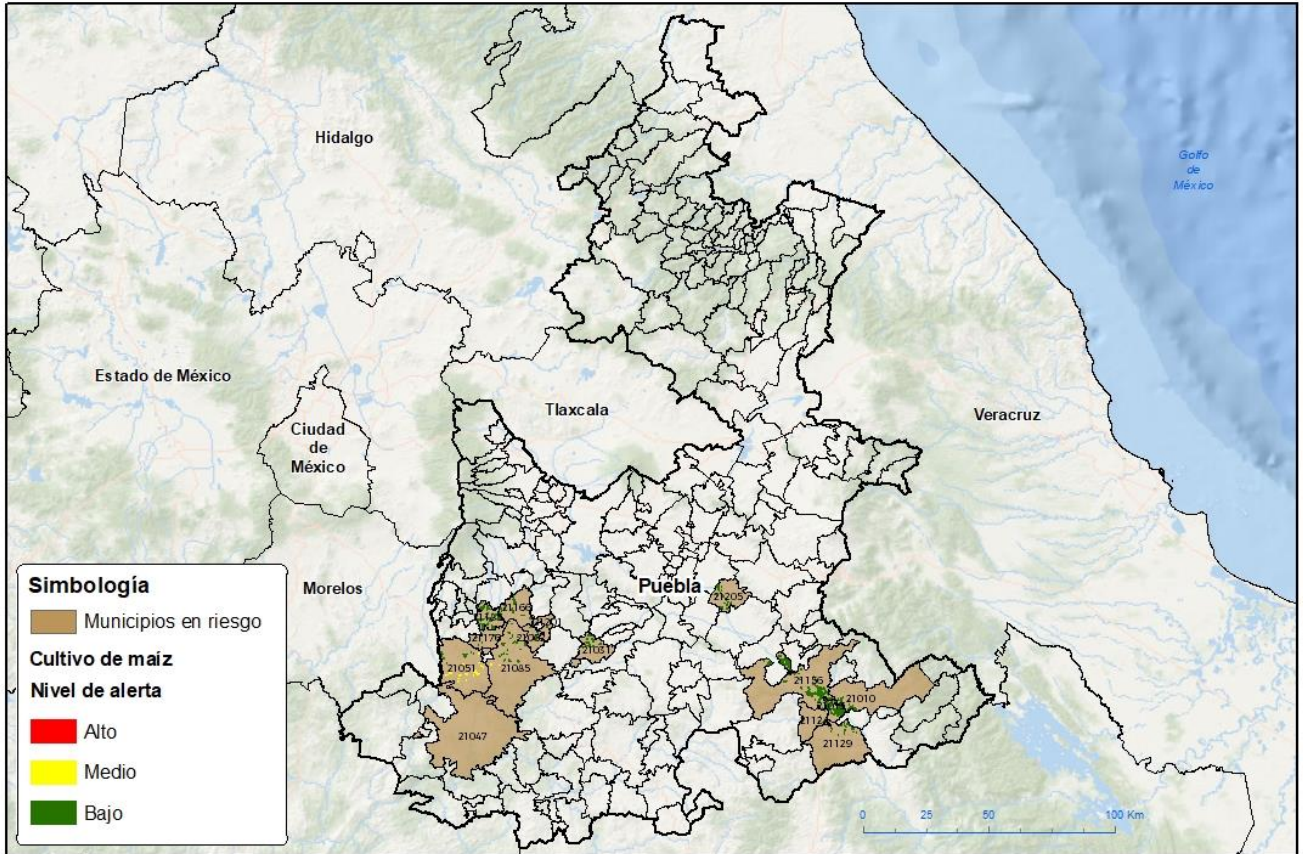 Hidalgo
Golfo
de
México
Estado de México
Tlaxcala
Veracruz
Ciudad
de
México
Morelos
Puebla
21205
21166
21031
21051
21085
21047
21156
21010
21129
Simbología
Municipios en riesgo
Cultivo de maíz
Nivel de alerta
Alto
Medio
Bajo
0 25 50 100 Km